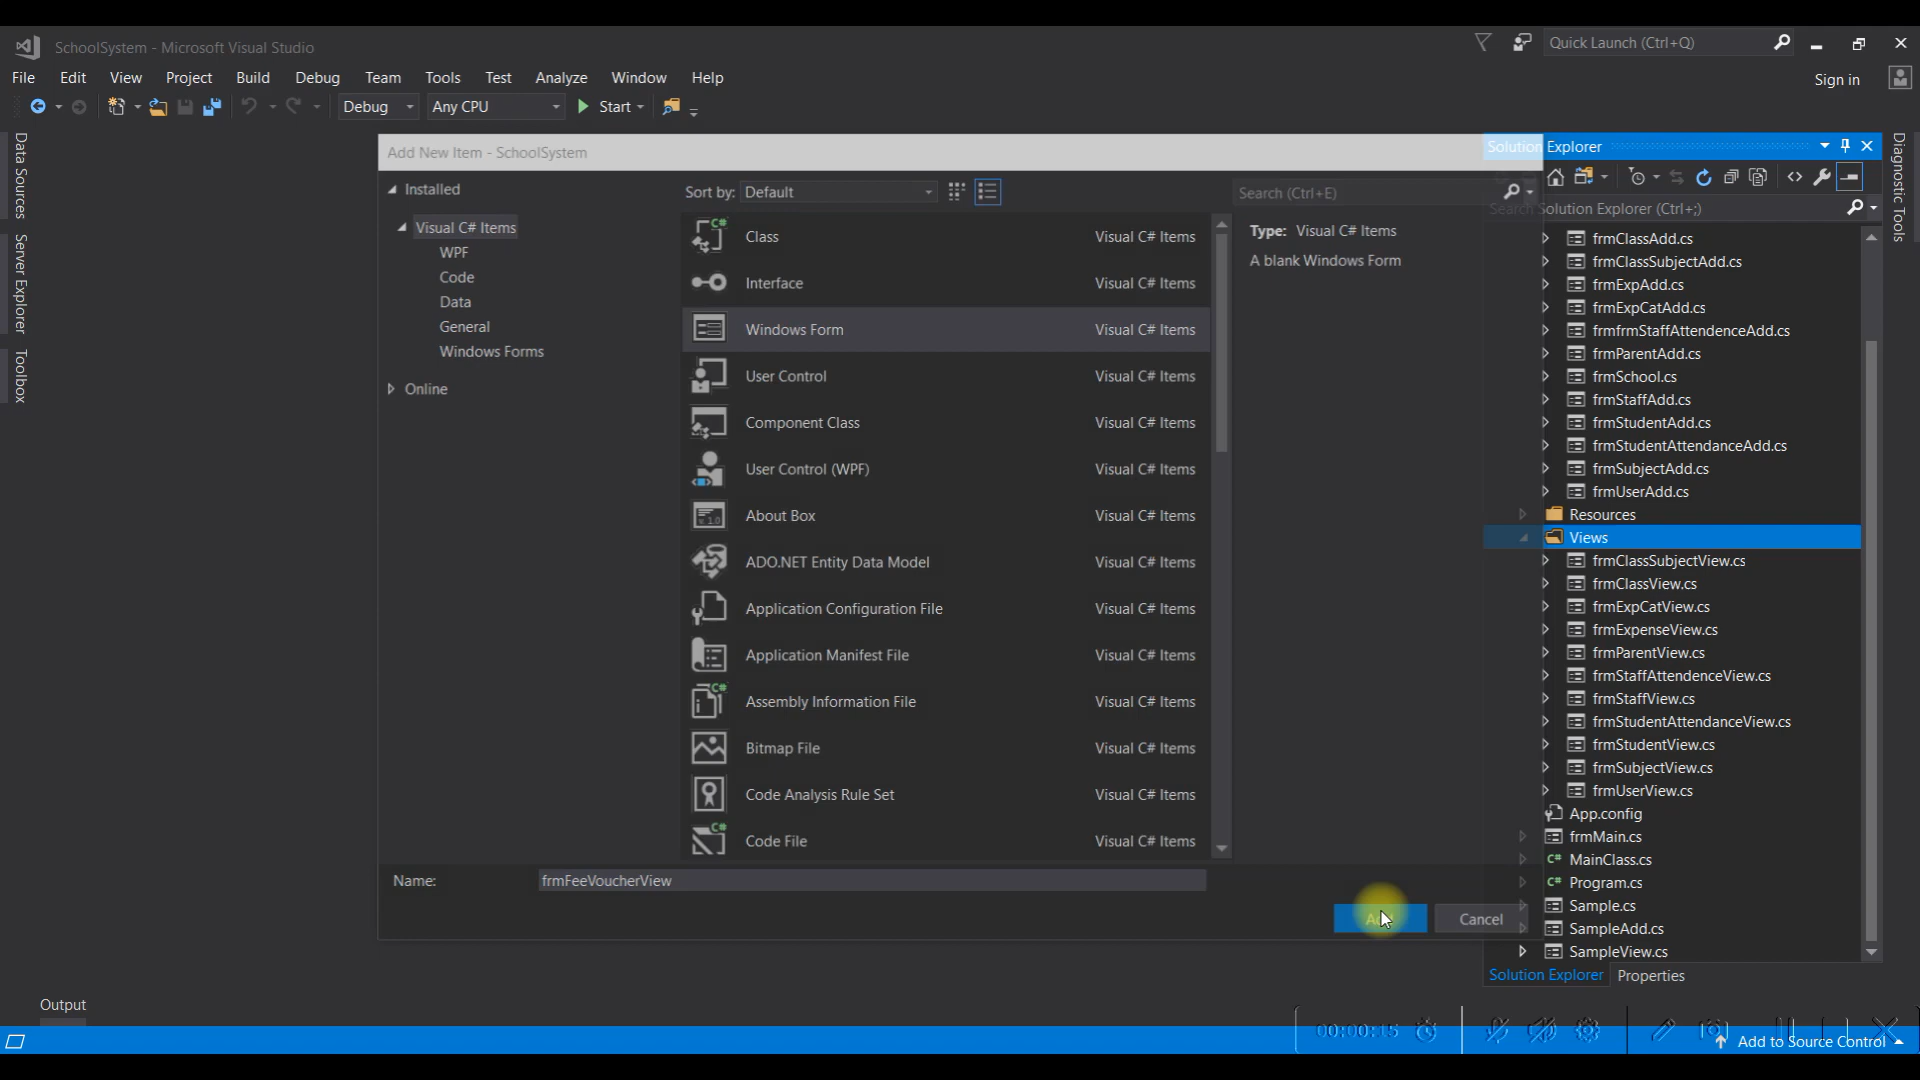 SchoolSystem - Microsoft Visual Studio
Quick Launch (Ctrl+Q)
File Edit View Project Build Debug Team Tools Test Analyze Window Help
Sign in
Debug Any CPU Start
Data Sources
Server Explorer
Toolbox
Add New Item - SchoolSystem
Installed
Visual C# Items
WPF
Code
Data
General
Windows Forms
Online
Sort by: Default
Search (Ctrl+E)
Class Visual C# Items
Interface Visual C# Items
Windows Form Visual C# Items
User Control Visual C# Items
Component Class Visual C# Items
User Control (WPF) Visual C# Items
About Box Visual C# Items
ADO.NET Entity Data Model Visual C# Items
Application Configuration File Visual C# Items
Application Manifest File Visual C# Items
Assembly Information File Visual C# Items
Bitmap File Visual C# Items
Code Analysis Rule Set Visual C# Items
Code File Visual C# Items
Type: Visual C# Items
A blank Windows Form
Name: frmFeeVoucherView
Add Cancel
Solution Explorer
Search Solution Explorer (Ctrl+;)
frmClassAdd.cs
frmClassSubjectAdd.cs
frmExpAdd.cs
frmExpCatAdd.cs
frmfrmStaffAttendenceAdd.cs
frmParentAdd.cs
frmSchool.cs
frmStaffAdd.cs
frmStudentAdd.cs
frmStudentAttendanceAdd.cs
frmSubjectAdd.cs
frmUserAdd.cs
Resources
Views
frmClassSubjectView.cs
frmClassView.cs
frmExpCatView.cs
frmExpenseView.cs
frmParentView.cs
frmStaffAttendenceView.cs
frmStaffView.cs
frmStudentAttendanceView.cs
frmStudentView.cs
frmSubjectView.cs
frmUserView.cs
App.config
frmMain.cs
MainClass.cs
Program.cs
Sample.cs
SampleAdd.cs
SampleView.cs
Solution Explorer Properties
Diagnostic Tools
Output
00:00:15
Add to Source Control